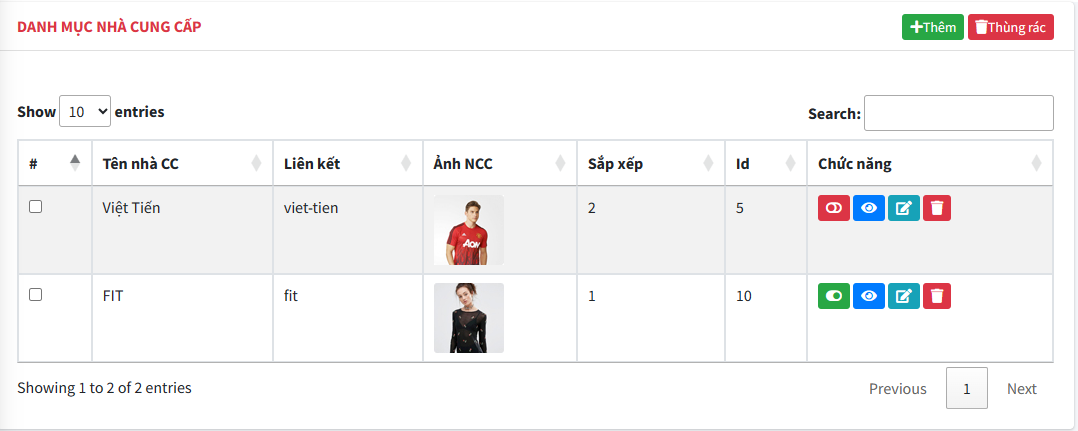 DANH MỤC NHÀ CUNG CẤP
Thêm Thùng rác
Show 10 entries
Search:
# Tên nhà CC Liên kết Ảnh NCC Sắp xếp Id Chức năng
Việt Tiến viet-tien AON 2 5
FIT fit 1 10
Showing 1 to 2 of 2 entries
Previous 1 Next